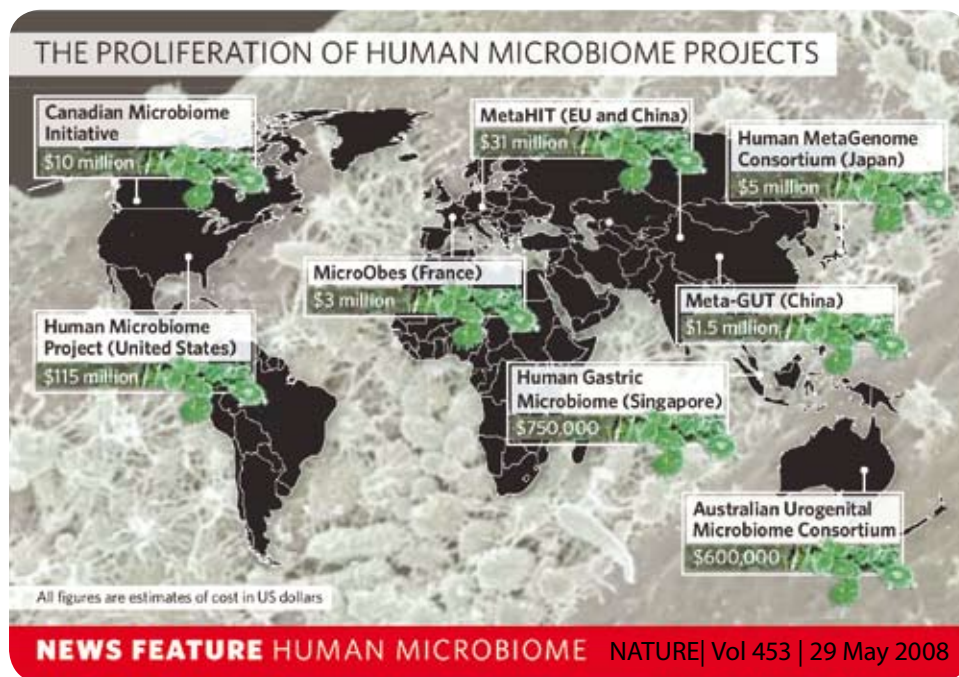 THE PROLIFERATION OF HUMAN MICROBIOME PROJECTS
Canadian Microbiome
Initiative
$10 million
MetaHIT (EU and China)
$31 million
Human MetaGenome
Consortium (Japan)
$5 million
MicroObes (France)
$3 million
Meta-GUT (China)
$1.5 million
Human Microbiome
Project (United States)
$115 million
Human Gastric
Microbiome (Singapore)
$750,000
Australian Urogenital
Microbiome Consortium
$600,000
All figures are estimates of cost in US dollars
NEWS FEATURE HUMAN MICROBIOME NATURE| Vol 453 | 29 May 2008